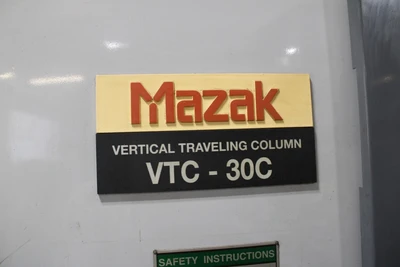 Mazak
VERTICAL TRAVELING COLUMN
VTC - 30C
SAFETY INSTRUCTIONS